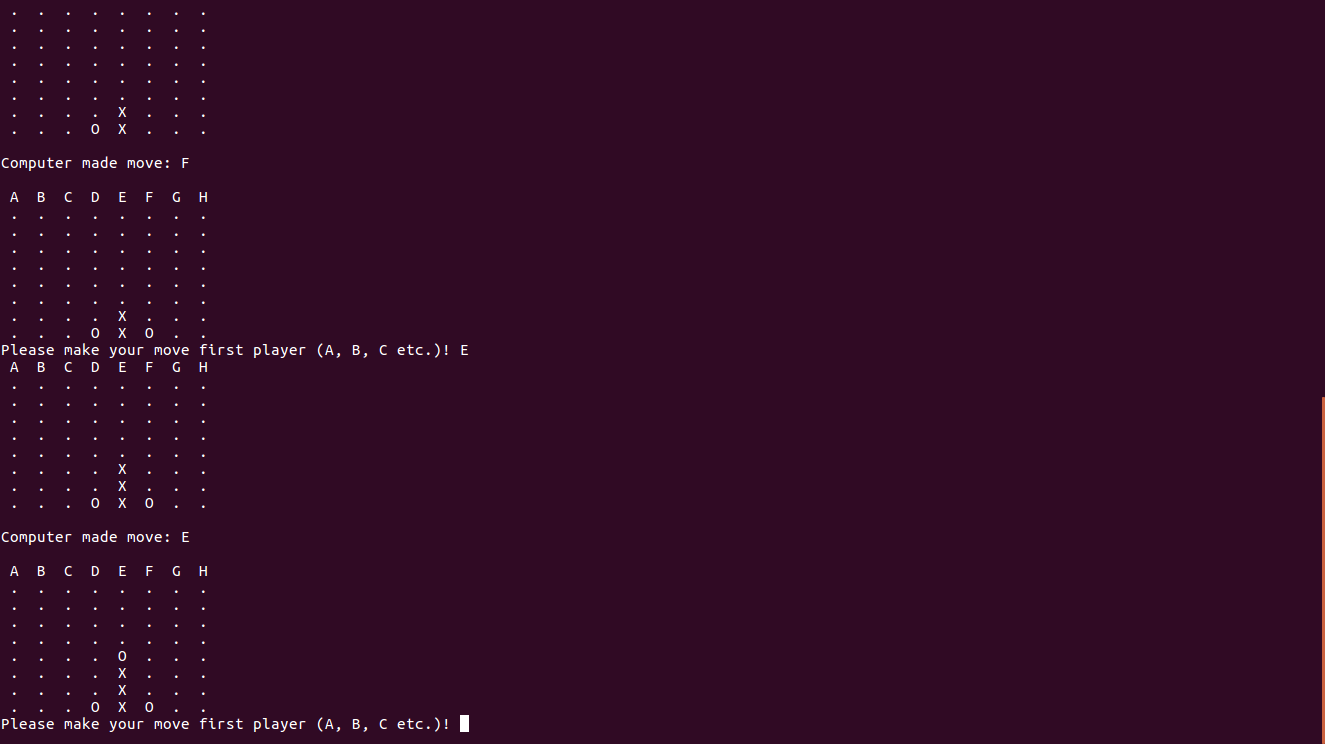 . . . . . . . .
. . . . . . . .
. . . . . . . .
. . . . . . . .
. . . . . . . .
. . . . . . . .
. . . . X . . .
. . . O X . . .
Computer made move: F
A B C D E F G H
. . . . . . . .
. . . . . . . .
. . . . . . . .
. . . . . . . .
. . . . . . . .
. . . . . . . .
. . . . X . . .
. . . O X O . .
Please make your move first player (A, B, C etc.)! E
A B C D E F G H
. . . . . . . .
. . . . . . . .
. . . . . . . .
. . . . . . . .
. . . . . . . .
. . . . X . . .
. . . . X . . .
. . . O X O . .
Computer made move: E
A B C D E F G H
. . . . . . . .
. . . . . . . .
. . . . . . . .
. . . . . . . .
. . . . O . . .
. . . . X . . .
. . . . X . . .
. . . O X O . .
Please make your move first player (A, B, C etc.)!